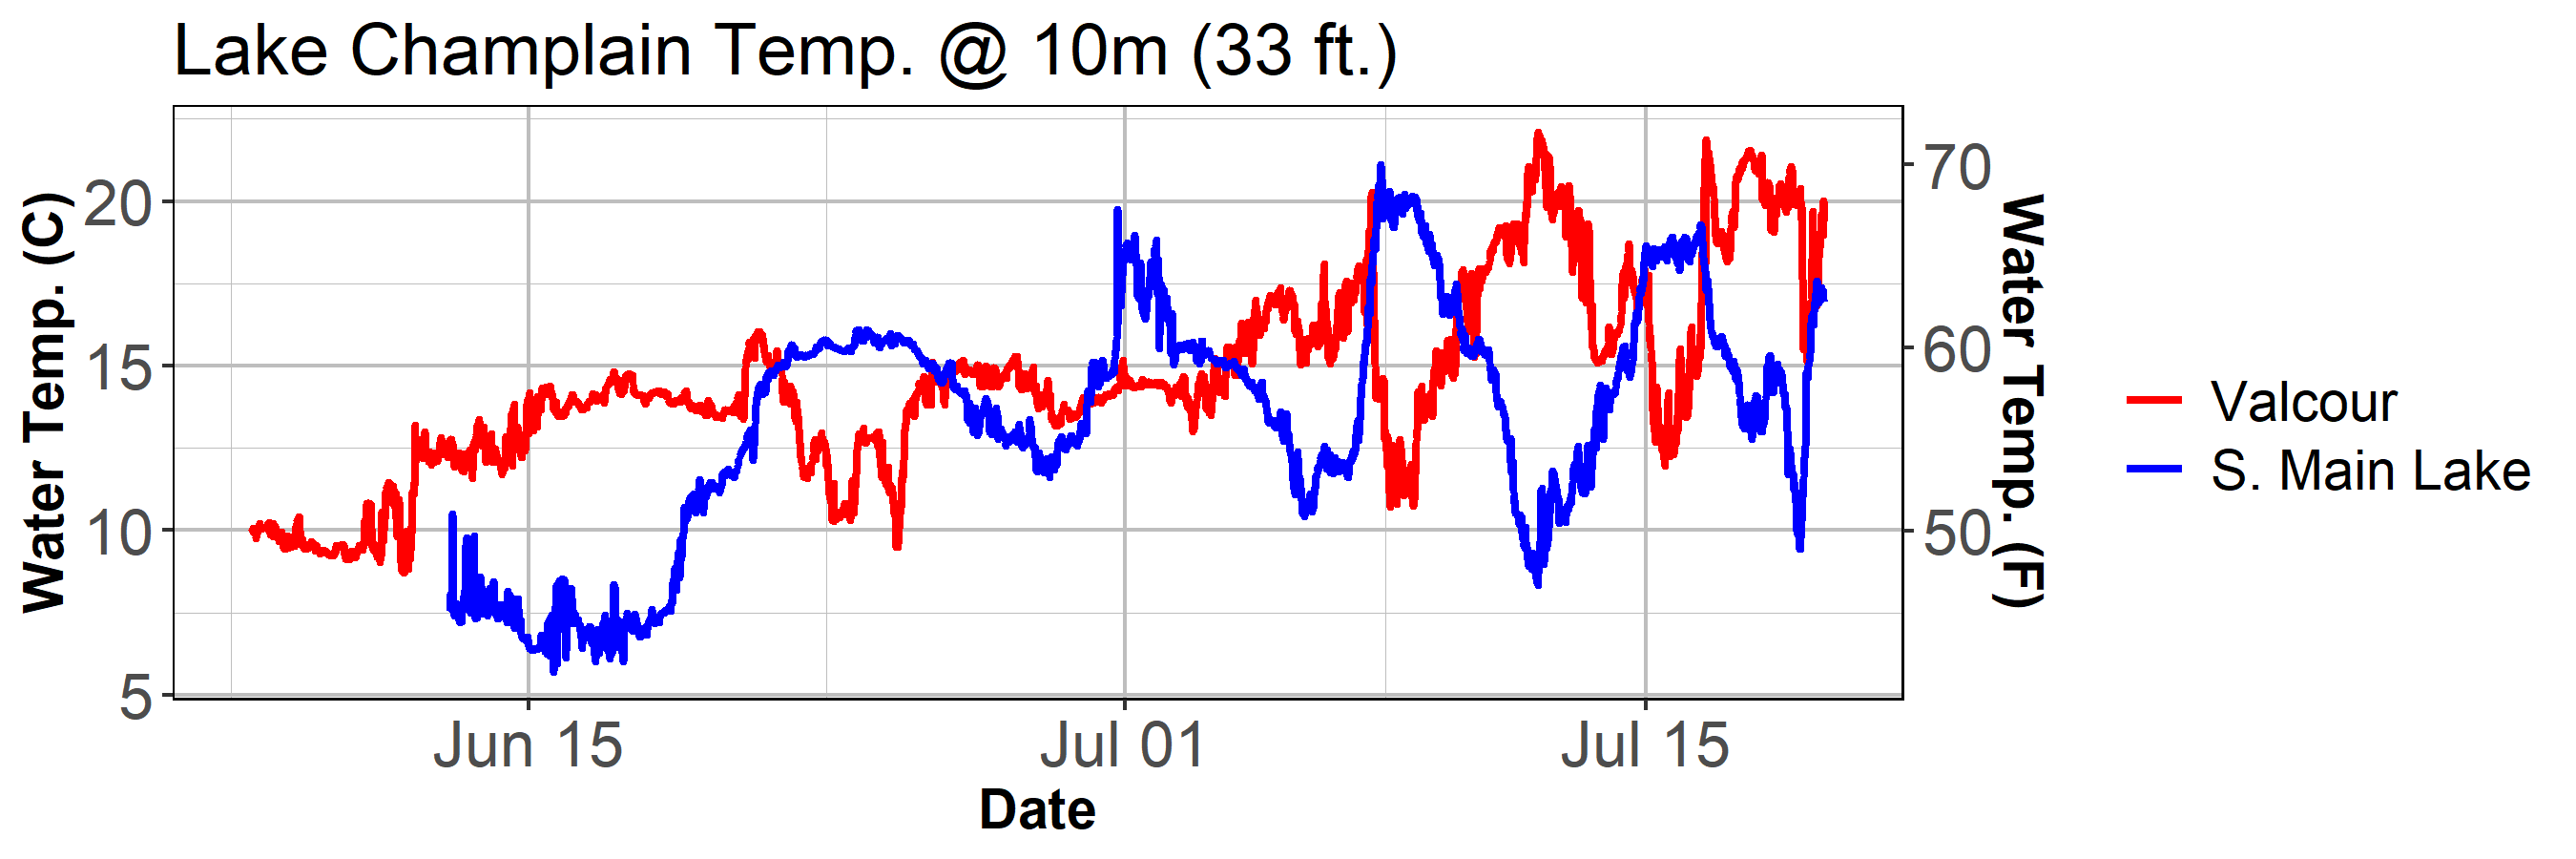 Lake Champlain Temp. @ 10m (33 ft.)
Water Temp. (C)
20
15
10
5
70
60
50
Water Temp. (F)
Jun 15
Jul 01
Jul 15
Date
Valcour
S. Main Lake